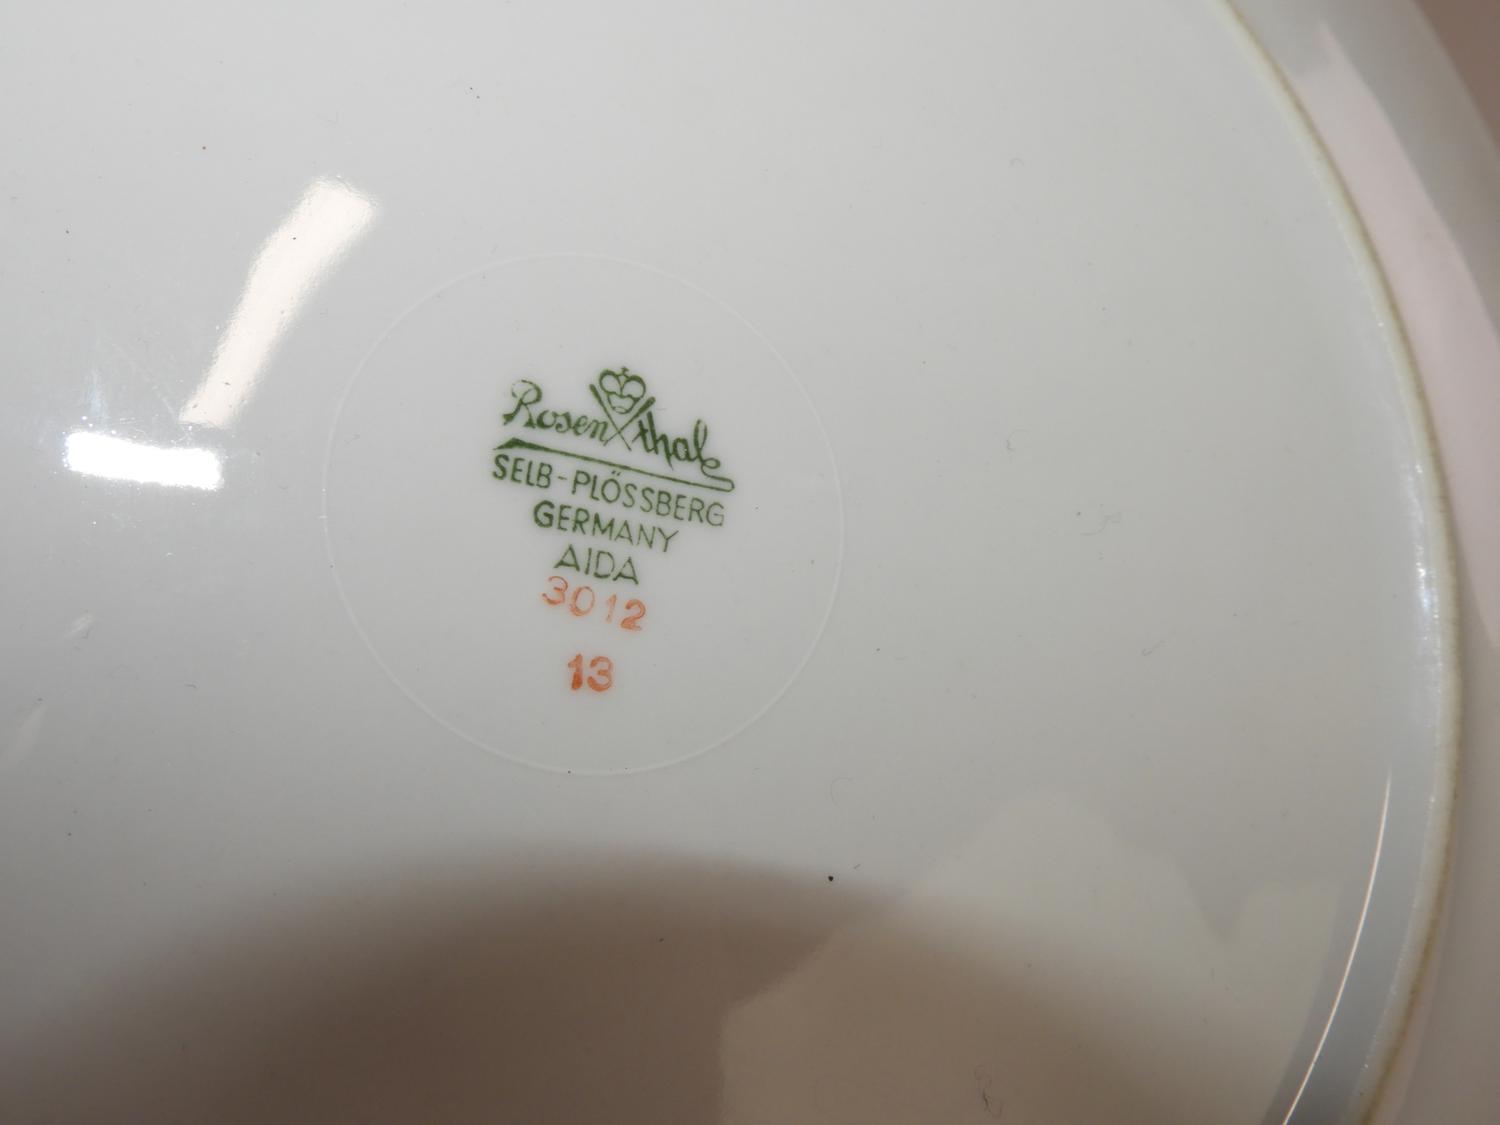 Rosenthal
SELB-PLÖSSBERG
GERMANY
AIDA
3012
13